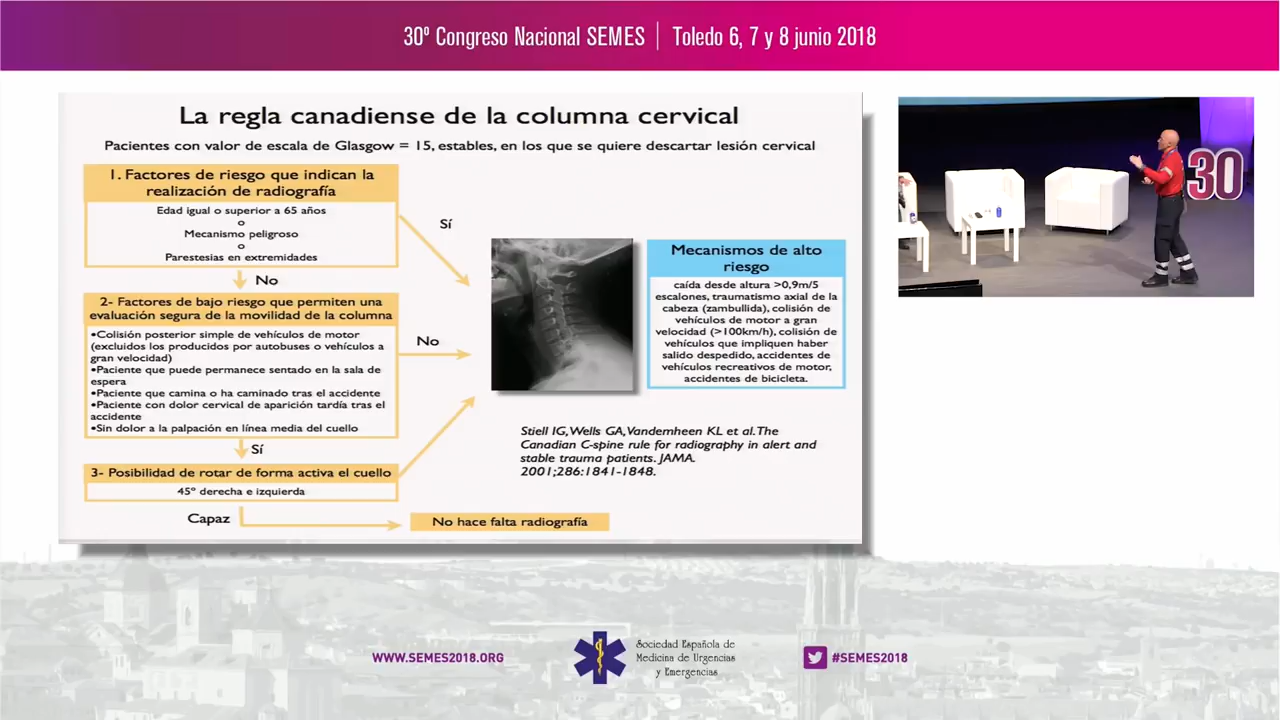 30º Congreso Nacional SEMES | Toledo 6, 7 y 8 junio 2018
La regla canadiense de la columna cervical
Pacientes con valor de escala de Glasgow = 15, estables, en los que se quiere descartar lesión cervical
1. Factores de riesgo que indican la
realización de radiografía
Edad igual o superior a 65 años
o
Mecanismo peligroso
o
Parestesias en extremidades
Sí
No
2- Factores de bajo riesgo que permiten una
evaluación segura de la movilidad de la columna
•Colisión posterior simple de vehículos de motor
(excluidos los producidos por autobuses o vehículos a
gran velocidad)
•Paciente que puede permanece sentado en la sala de
espera
•Paciente que camina o ha caminado tras el accidente
•Paciente con dolor cervical de aparición tardía tras el
accidente
•Sin dolor a la palpación en línea media del cuello
No
Sí
3- Posibilidad de rotar de forma activa el cuello
45º derecha e izquierda
Capaz
No hace falta radiografía
Mecanismos de alto
riesgo
caída desde altura >0,9m/5
escalones, traumatismo axial de la
cabeza (zambullida), colisión de
vehículos de motor a gran
velocidad (>100km/h), colisión de
vehículos que impliquen haber
salido despedido, accidentes de
vehículos recreativos de motor,
accidentes de bicicleta.
Stiell IG, Wells GA, Vandemheen KL et al. The
Canadian C-spine rule for radiography in alert and
stable trauma patients. JAMA.
2001;286:1841-1848.
30
WWW.SEMES2018.ORG
Sociedad Española de
Medicina de Urgencias
y Emergencias
#SEMES2018